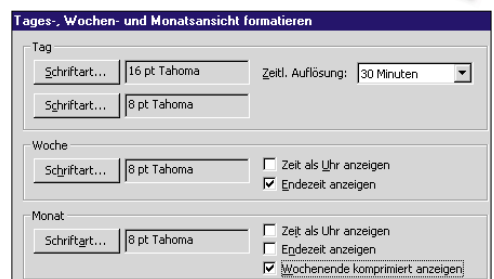 Tages-, Wochen- und Monatsansicht formatieren
Tag
Schriftart... 16 pt Tahoma Zeitl. Auflösung: 30 Minuten
Schriftart... 8 pt Tahoma
Woche
Schriftart... 8 pt Tahoma
Zeit als Uhr anzeigen
Endezeit anzeigen
Monat
Schriftart... 8 pt Tahoma
Zeit als Uhr anzeigen
Endezeit anzeigen
Wochenende komprimiert anzeigen